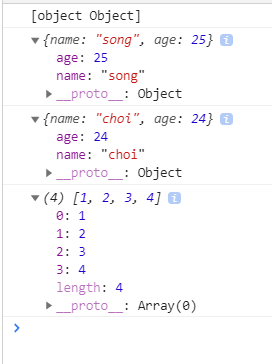 [object Object]
▼{name: "song", age: 25} i
age: 25
name: "song"
▶__proto__: Object
▼{name: "choi", age: 24} i
age: 24
name: "choi"
▶__proto__: Object
▼(4) [1, 2, 3, 4] i
0: 1
1: 2
2: 3
3: 4
length: 4
▶__proto__: Array(0)
>